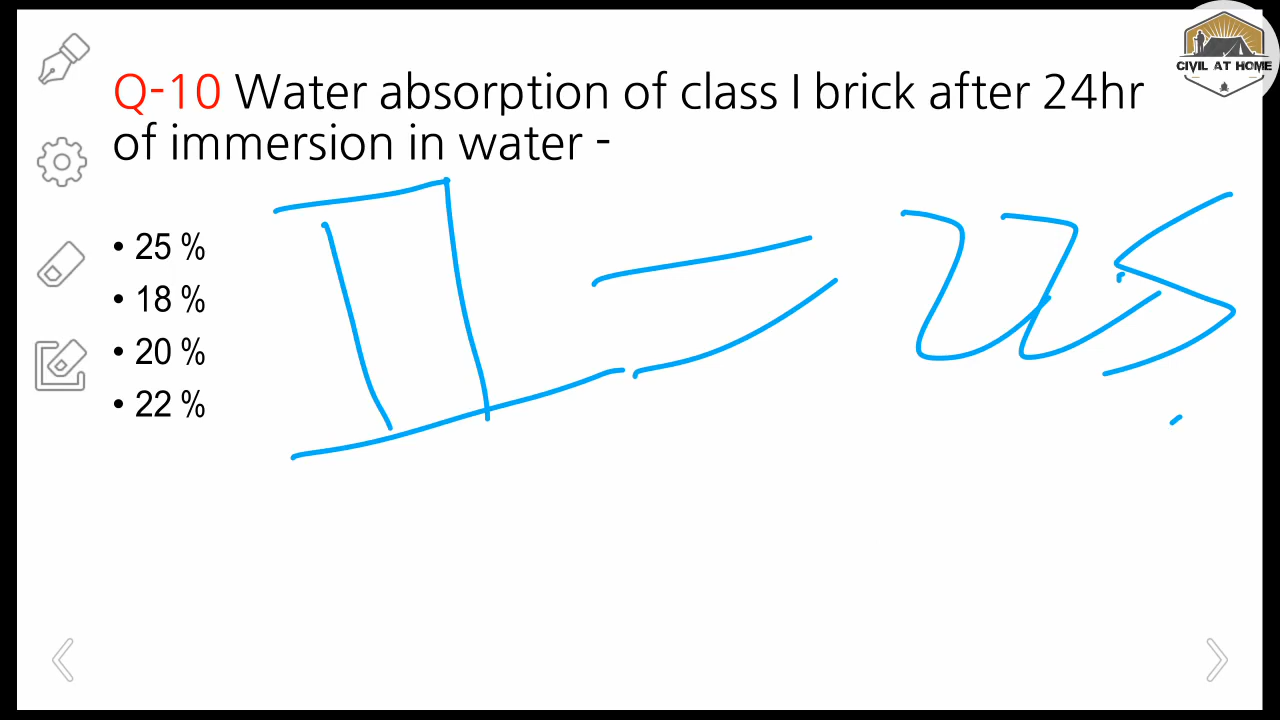 CIVIL AT HOME
Q-10 Water absorption of class I brick after 24hr
of immersion in water -
• 25 %
• 18 %
• 20 %
• 22 %
II